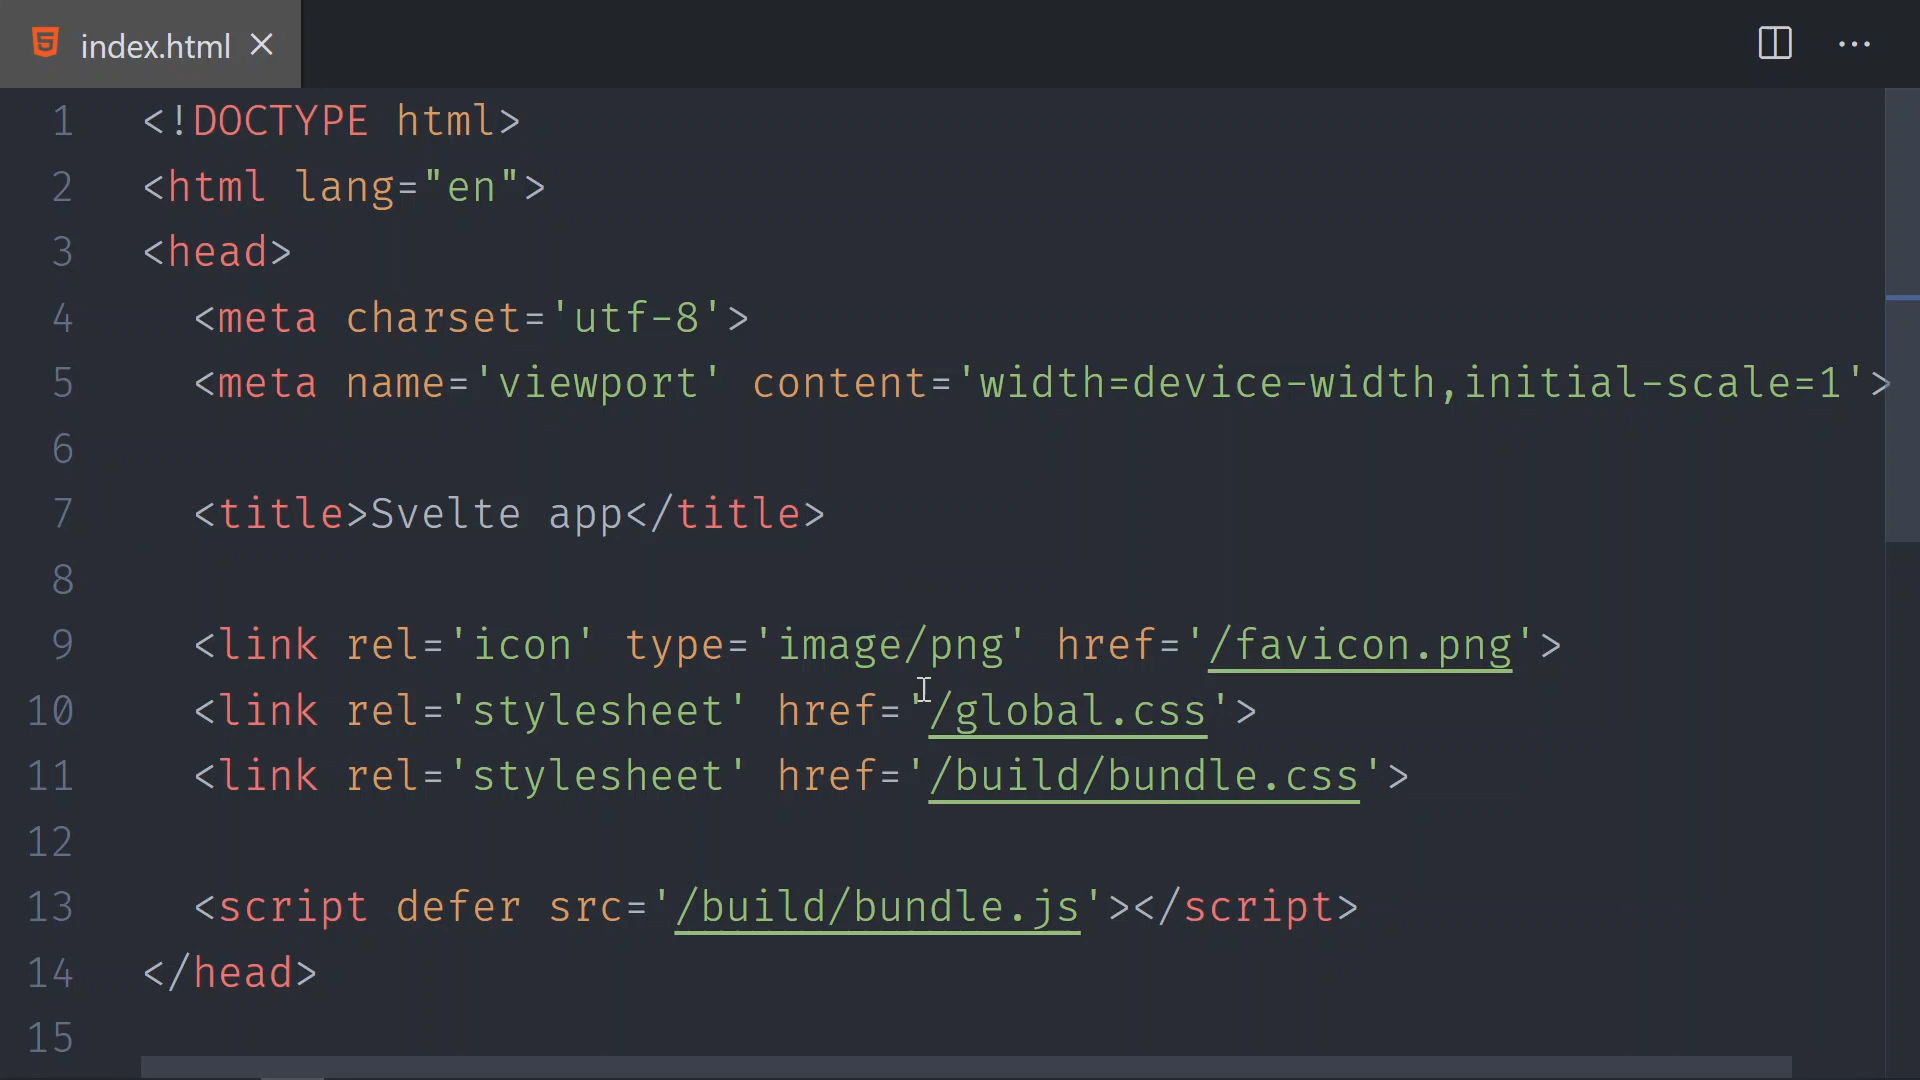 index.html
1 <!DOCTYPE html>
2 <html lang="en">
3 <head>
4   <meta charset='utf-8'>
5   <meta name='viewport' content='width=device-width,initial-scale=1'>
6
7   <title>Svelte app</title>
8
9   <link rel='icon' type='image/png' href='/favicon.png'>
10   <link rel='stylesheet' href='/global.css'>
11   <link rel='stylesheet' href='/build/bundle.css'>
12
13   <script defer src='/build/bundle.js'></script>
14 </head>
15